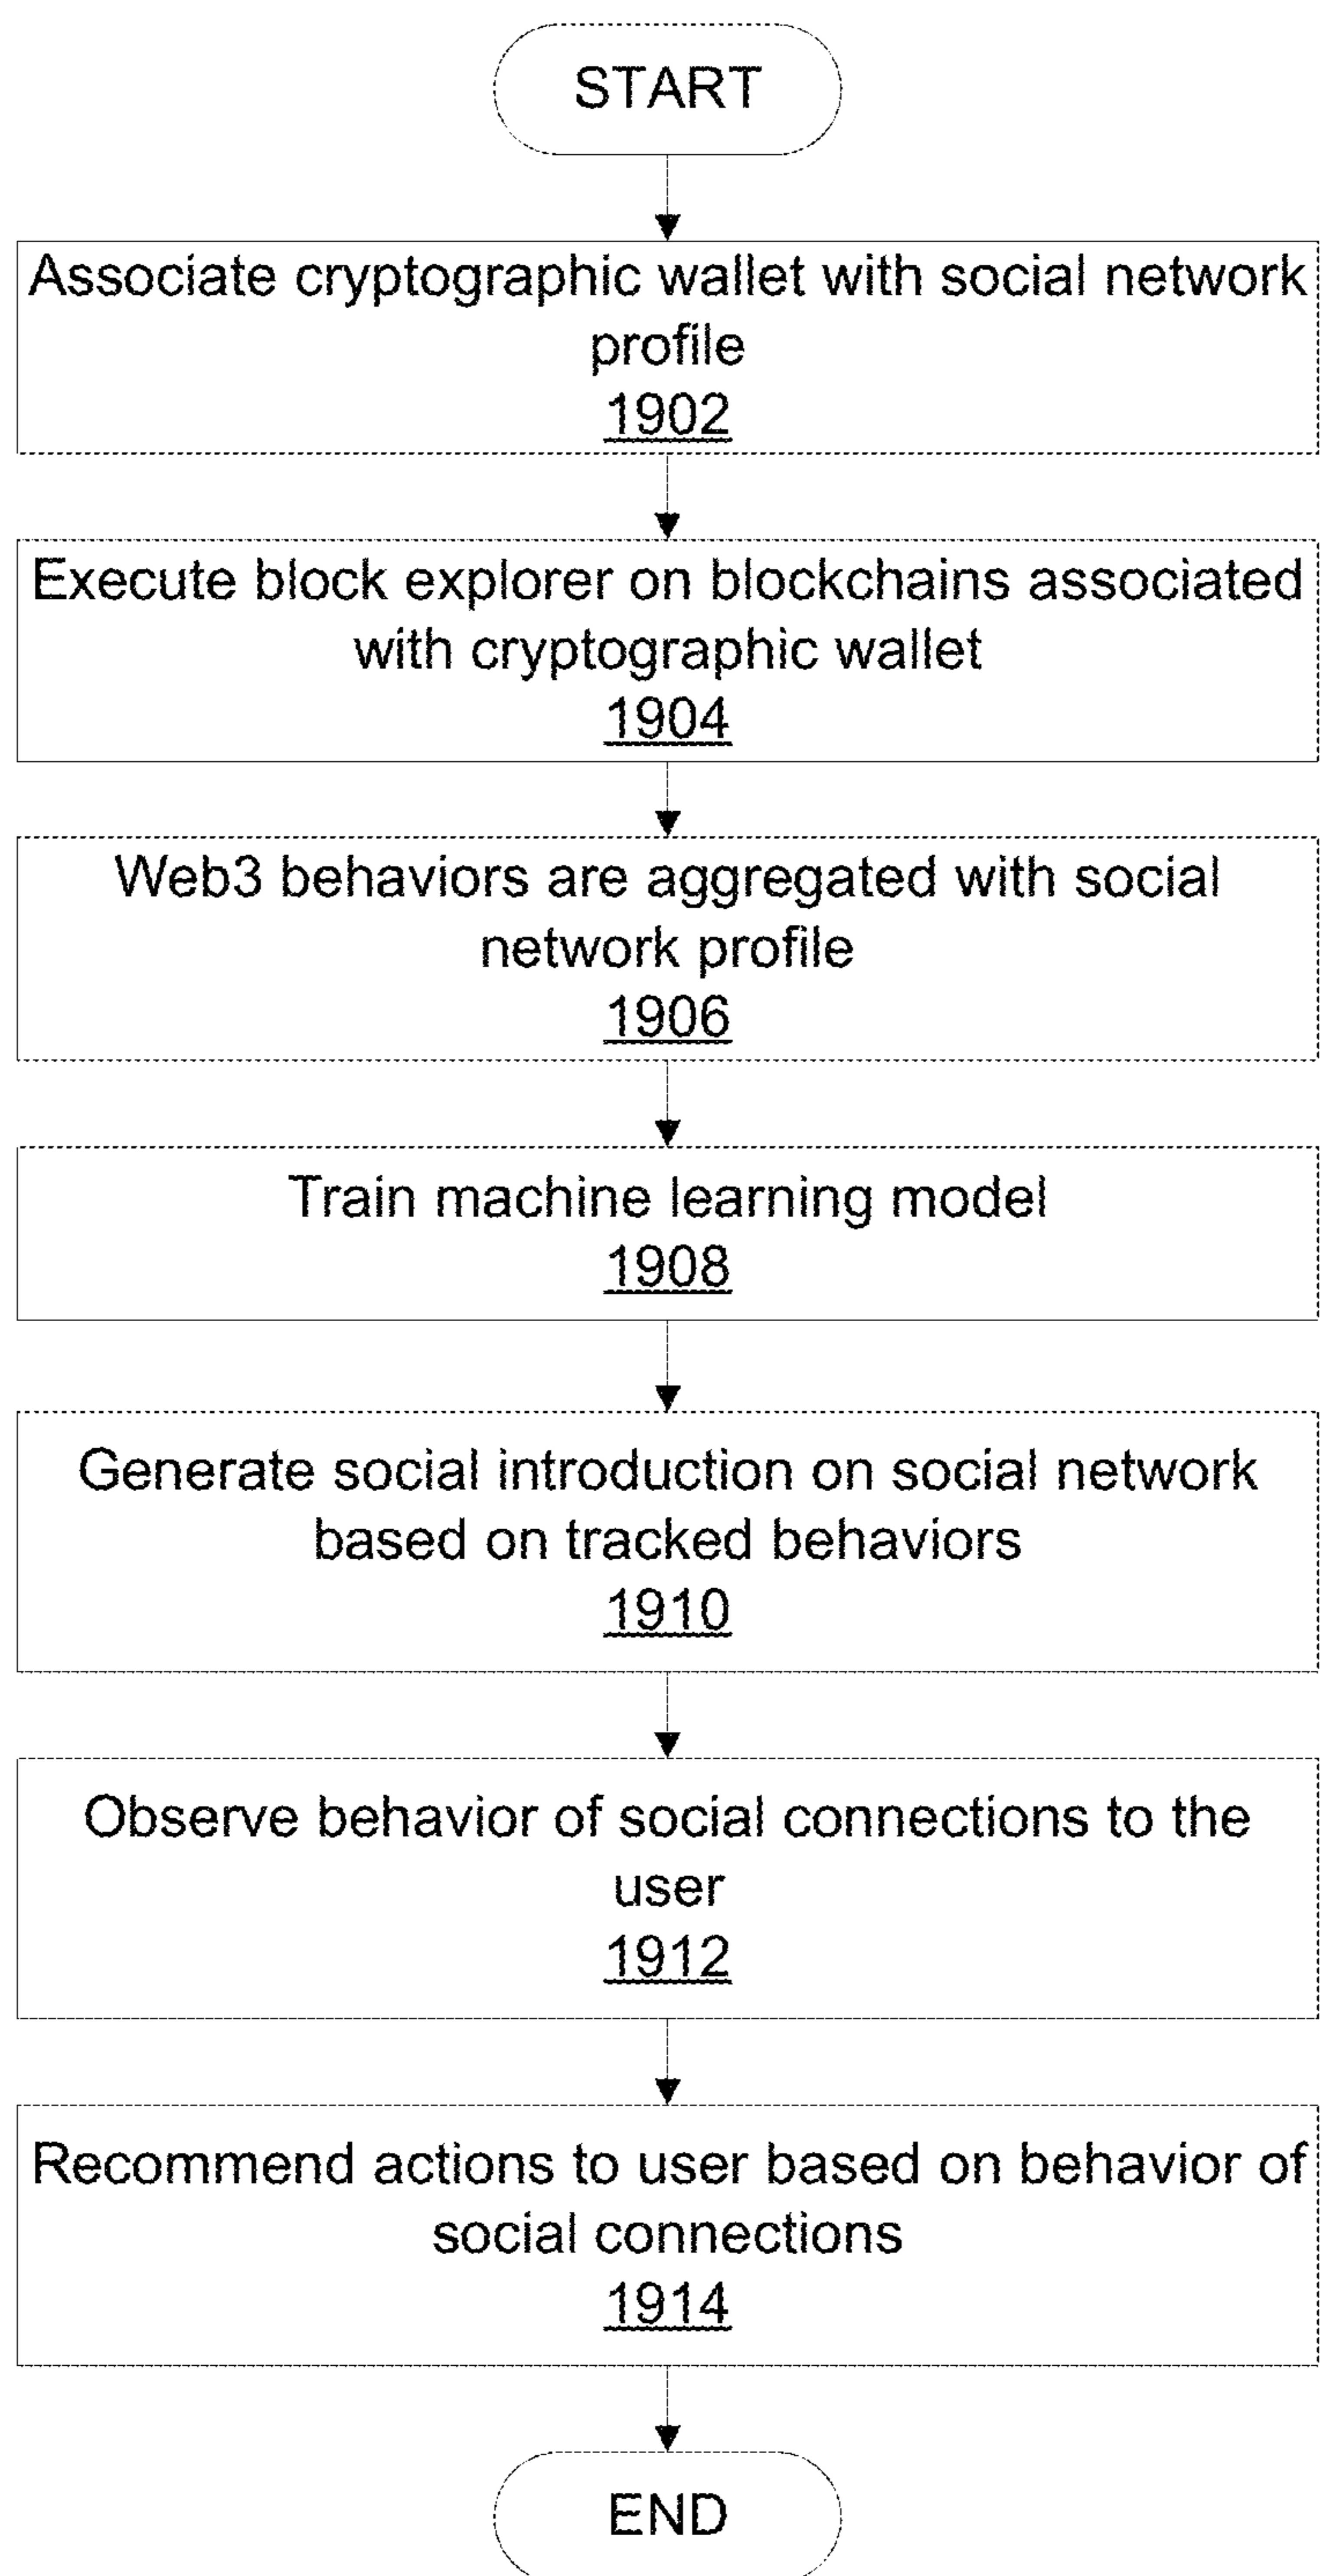 START
Associate cryptographic wallet with social network
profile
1902
Execute block explorer on blockchains associated
with cryptographic wallet
1904
Web3 behaviors are aggregated with social
network profile
1906
Train machine learning model
1908
Generate social introduction on social network
based on tracked behaviors
1910
Observe behavior of social connections to the
user
1912
Recommend actions to user based on behavior of
social connections
1914
END